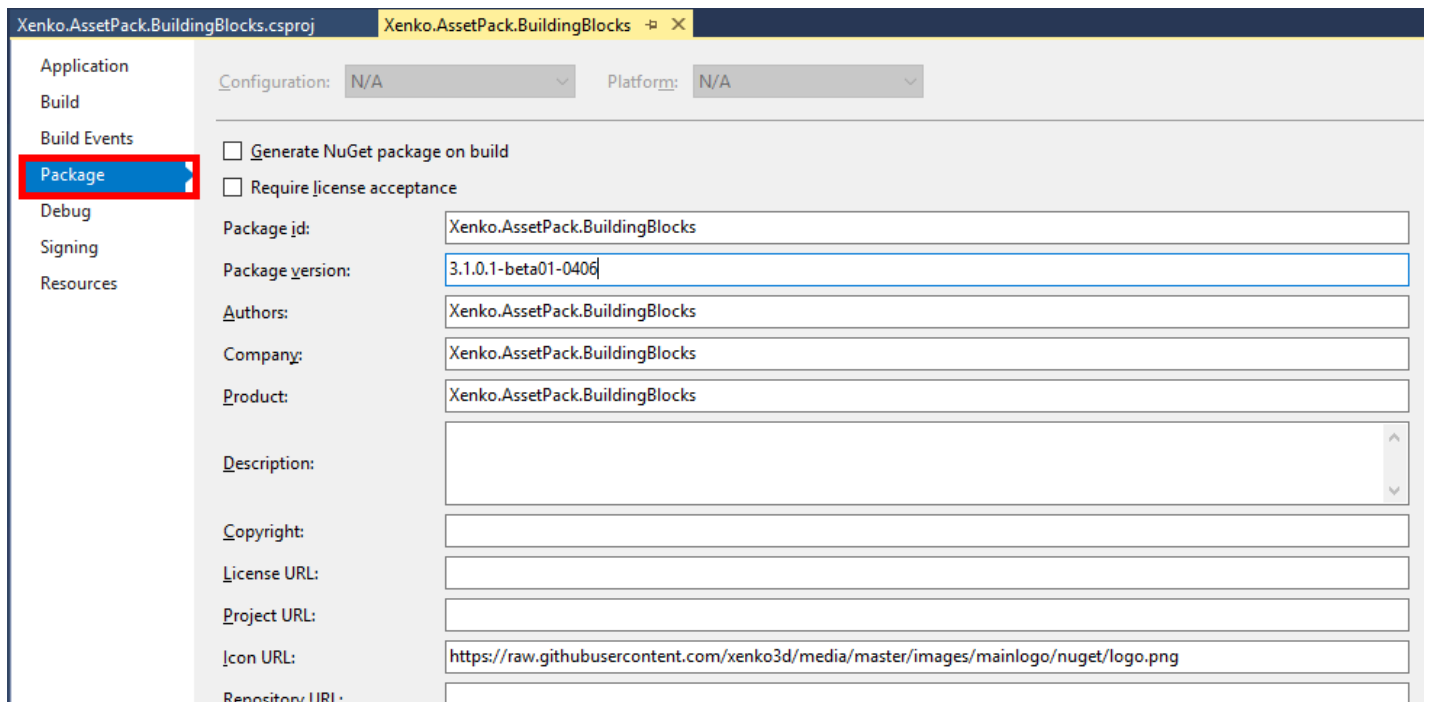 Xenko.AssetPack.BuildingBlocks.csproj
Xenko.AssetPack.BuildingBlocks
Application
Build
Build Events
Package
Debug
Signing
Resources
Configuration: N/A
Platform: N/A
Generate NuGet package on build
Require license acceptance
Package id: Xenko.AssetPack.BuildingBlocks
Package version: 3.1.0.1-beta01-0406
Authors: Xenko.AssetPack.BuildingBlocks
Company: Xenko.AssetPack.BuildingBlocks
Product: Xenko.AssetPack.BuildingBlocks
Description:
Copyright:
License URL:
Project URL:
Icon URL: https://raw.githubusercontent.com/xenko3d/media/master/images/mainlogo/nuget/logo.png
Repository URL: